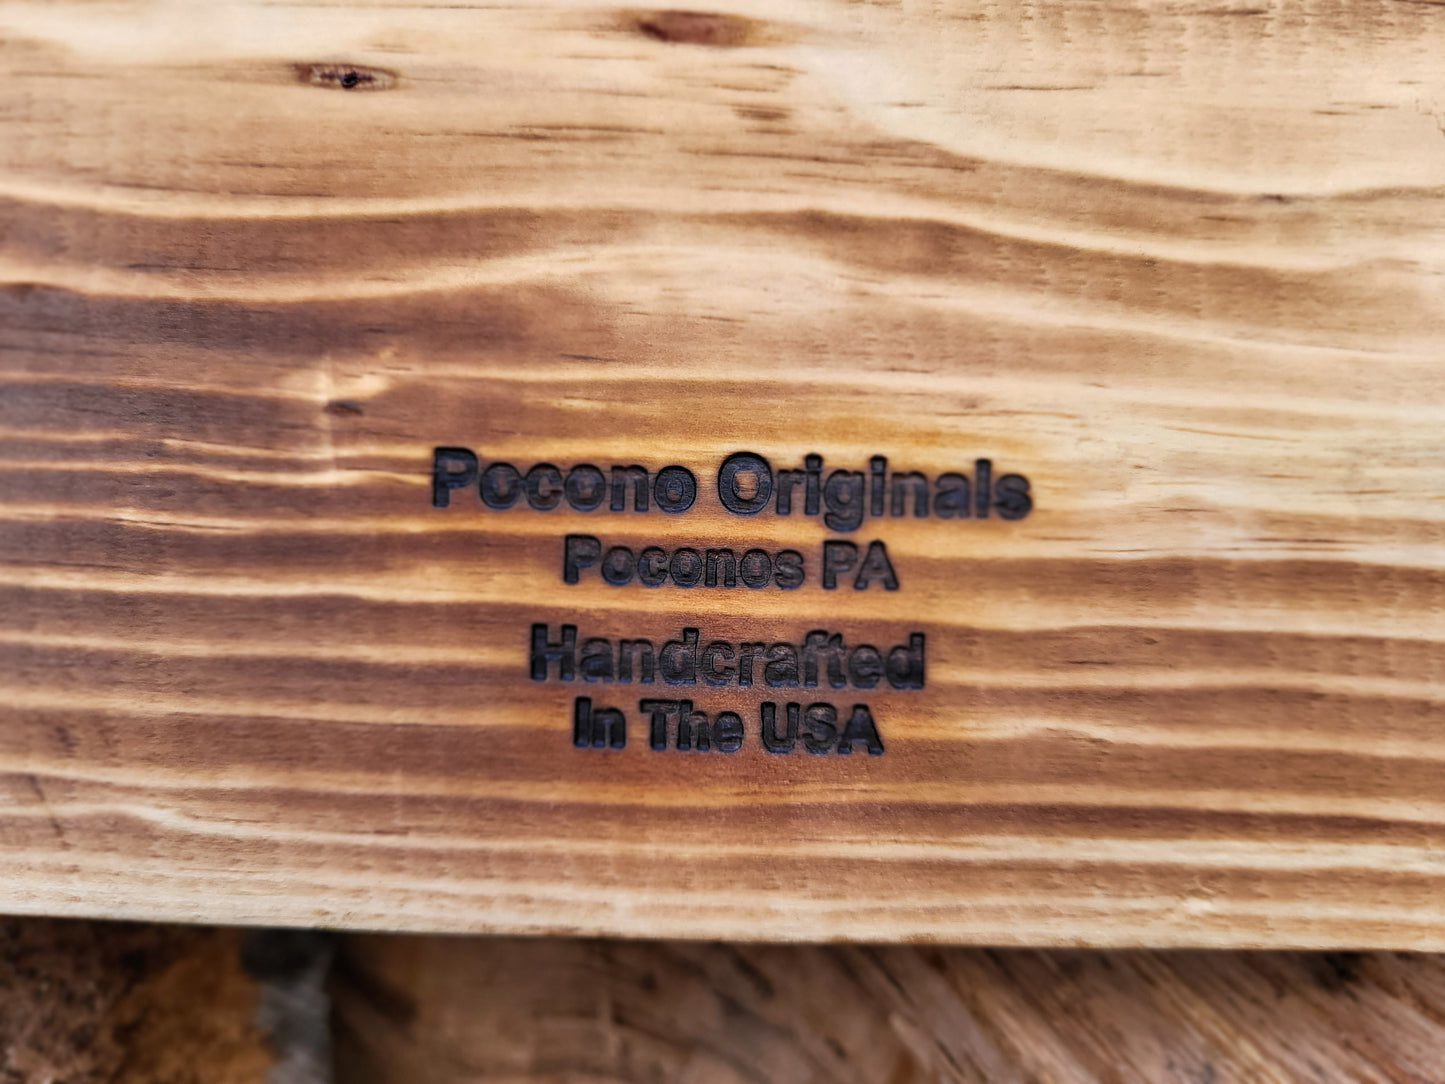 Pocono Originals
Poconos PA
Handcrafted
In The USA